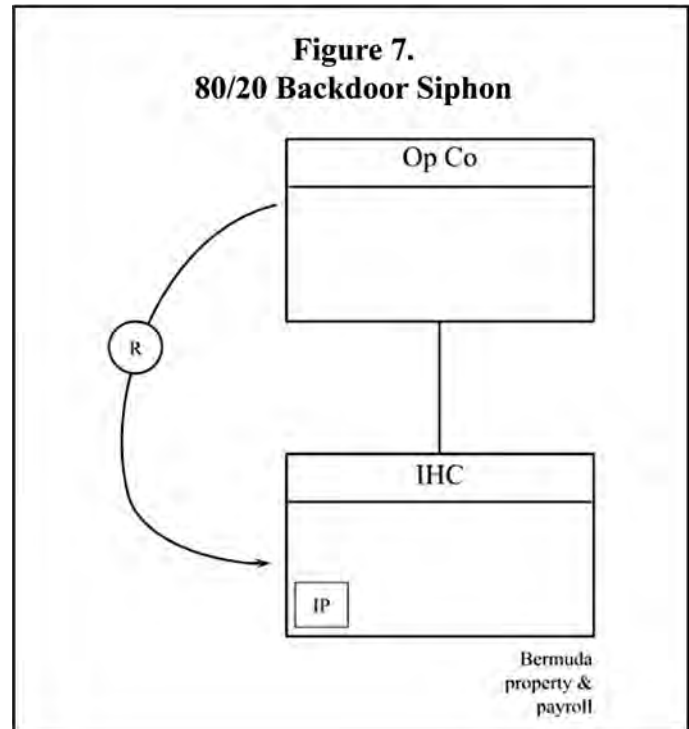 Figure 7.
80/20 Backdoor Siphon
Op Co
R
IHC
IP
Bermuda
property &
payroll